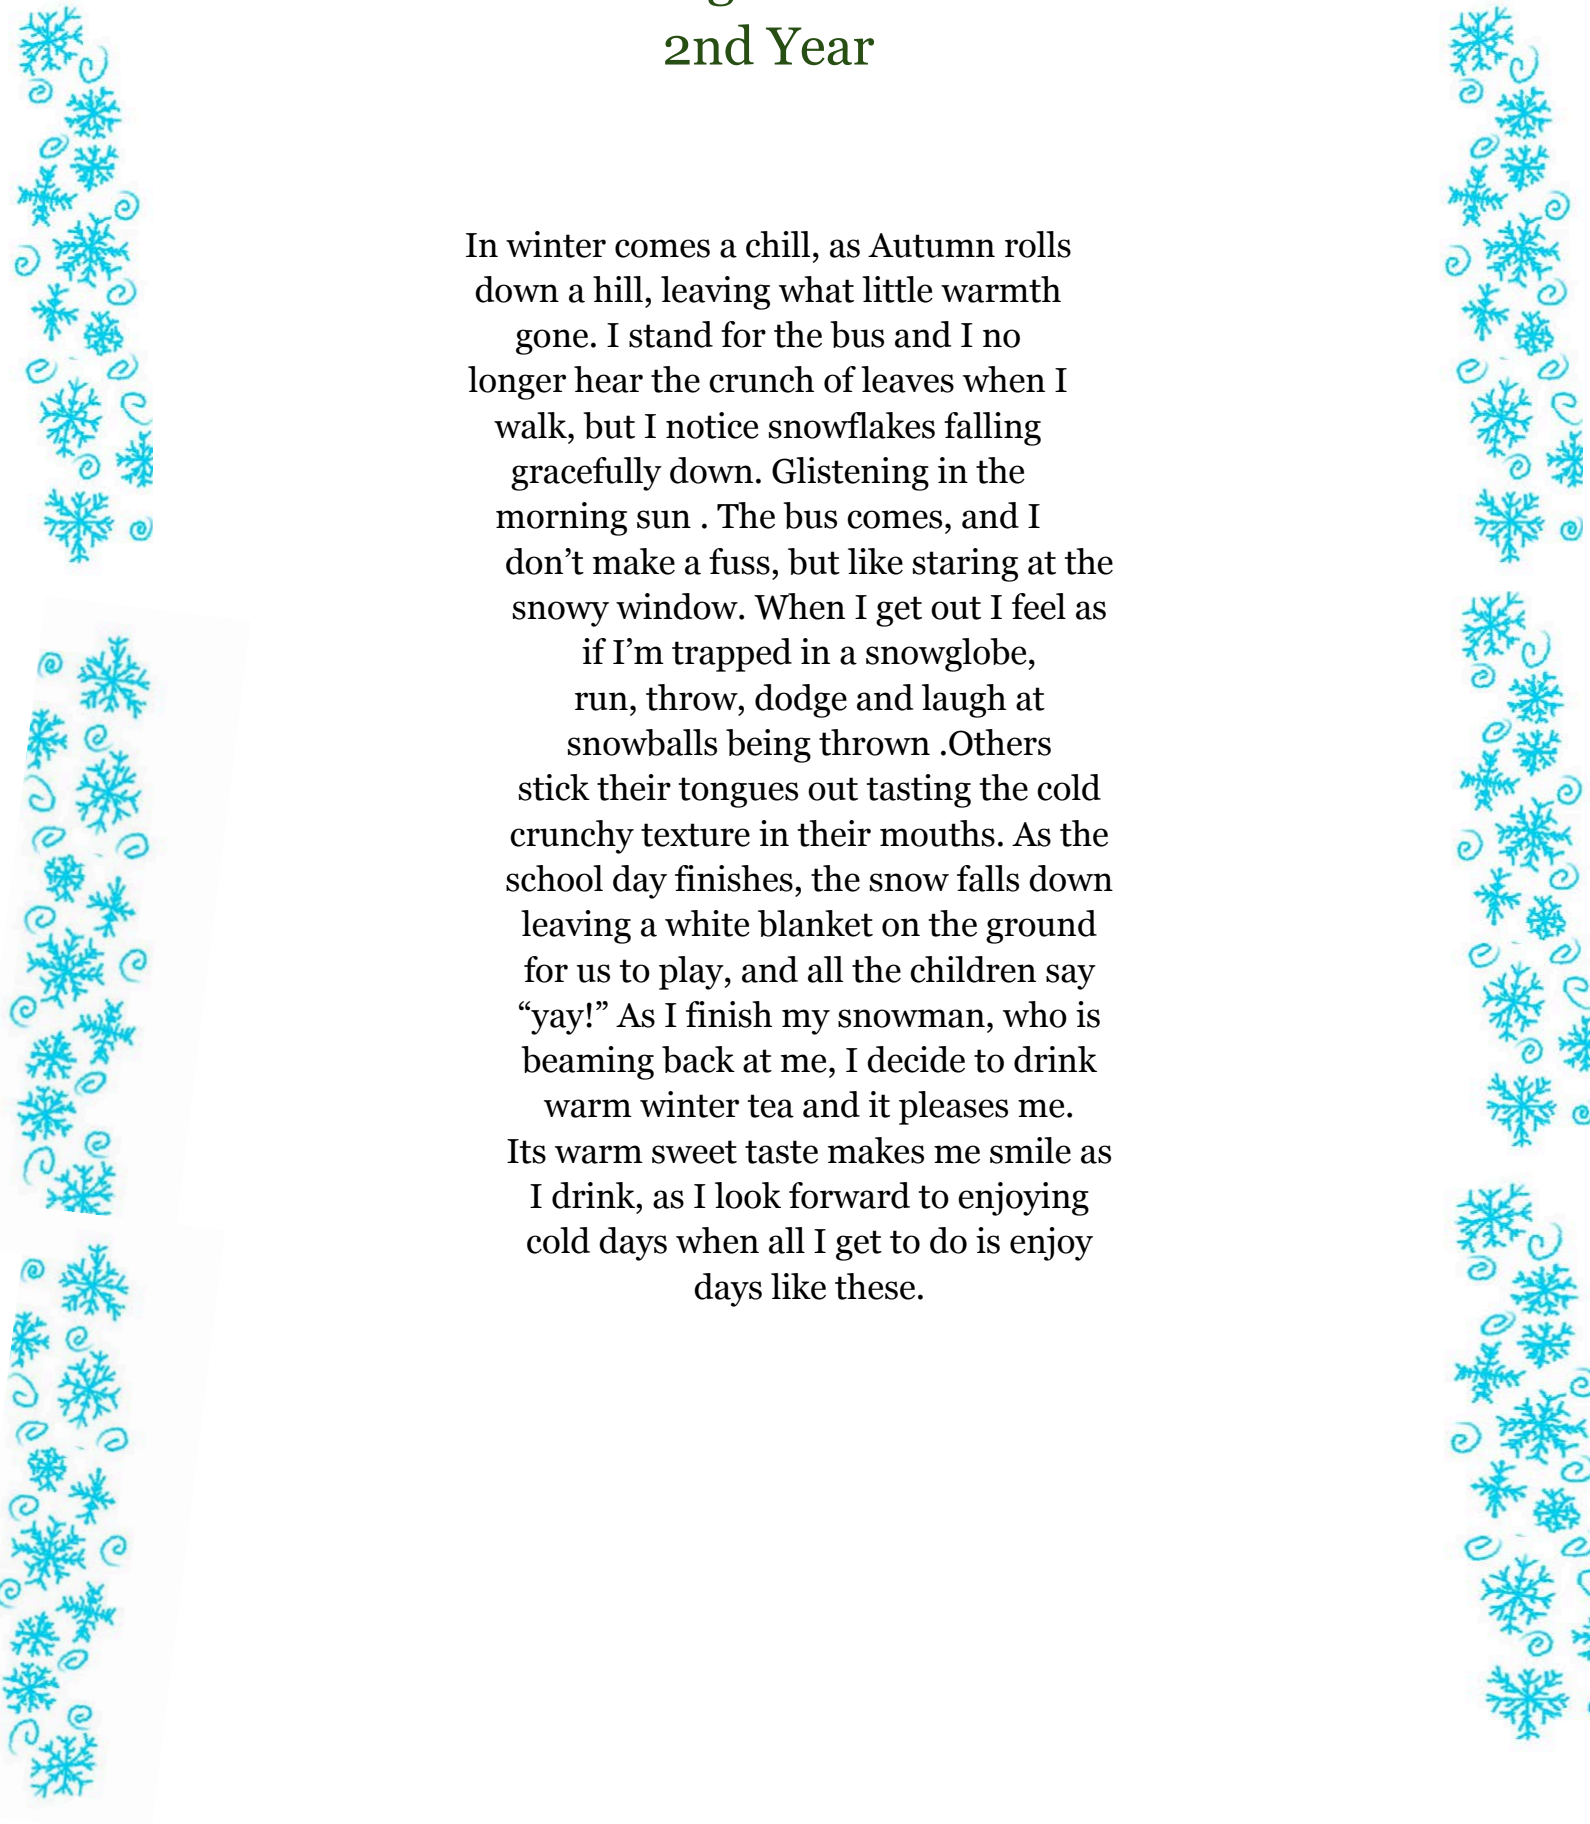 2nd Year
In winter comes a chill, as Autumn rolls
down a hill, leaving what little warmth
gone. I stand for the bus and I no
longer hear the crunch of leaves when I
walk, but I notice snowflakes falling
gracefully down. Glistening in the
morning sun . The bus comes, and I
don’t make a fuss, but like staring at the
snowy window. When I get out I feel as
if I’m trapped in a snowglobe,
run, throw, dodge and laugh at
snowballs being thrown .Others
stick their tongues out tasting the cold
crunchy texture in their mouths. As the
school day finishes, the snow falls down
leaving a white blanket on the ground
for us to play, and all the children say
“yay!” As I finish my snowman, who is
beaming back at me, I decide to drink
warm winter tea and it pleases me.
Its warm sweet taste makes me smile as
I drink, as I look forward to enjoying
cold days when all I get to do is enjoy
days like these.